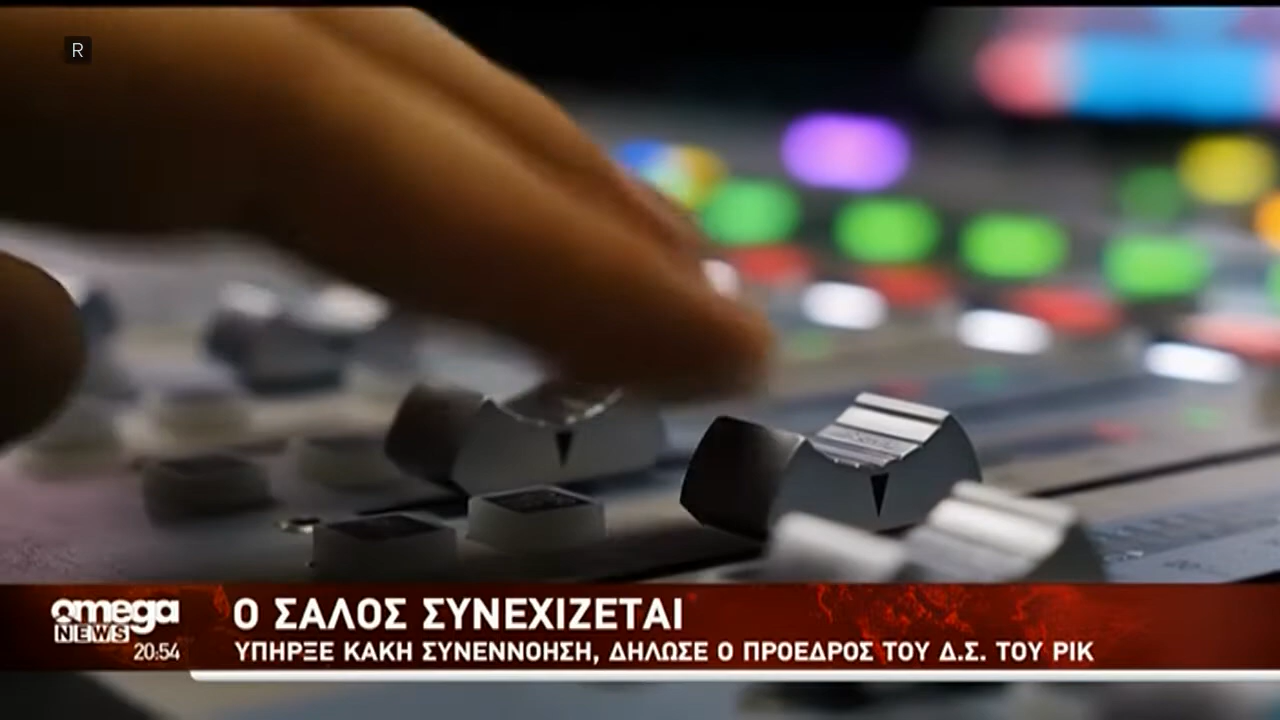 R
Ο ΣΑΛΟΣ ΣΥΝΕΧΙΖΕΤΑΙ
omega
NEWS
ΥΠΗΡΞΕ ΚΑΚΗ ΣΥΝΕΝΝΟΗΣΗ, ΔΗΛΩΣΕ Ο ΠΡΟΕΔΡΟΣ ΤΟΥ Δ.Σ. ΤΟΥ ΡΙΚ
20:54